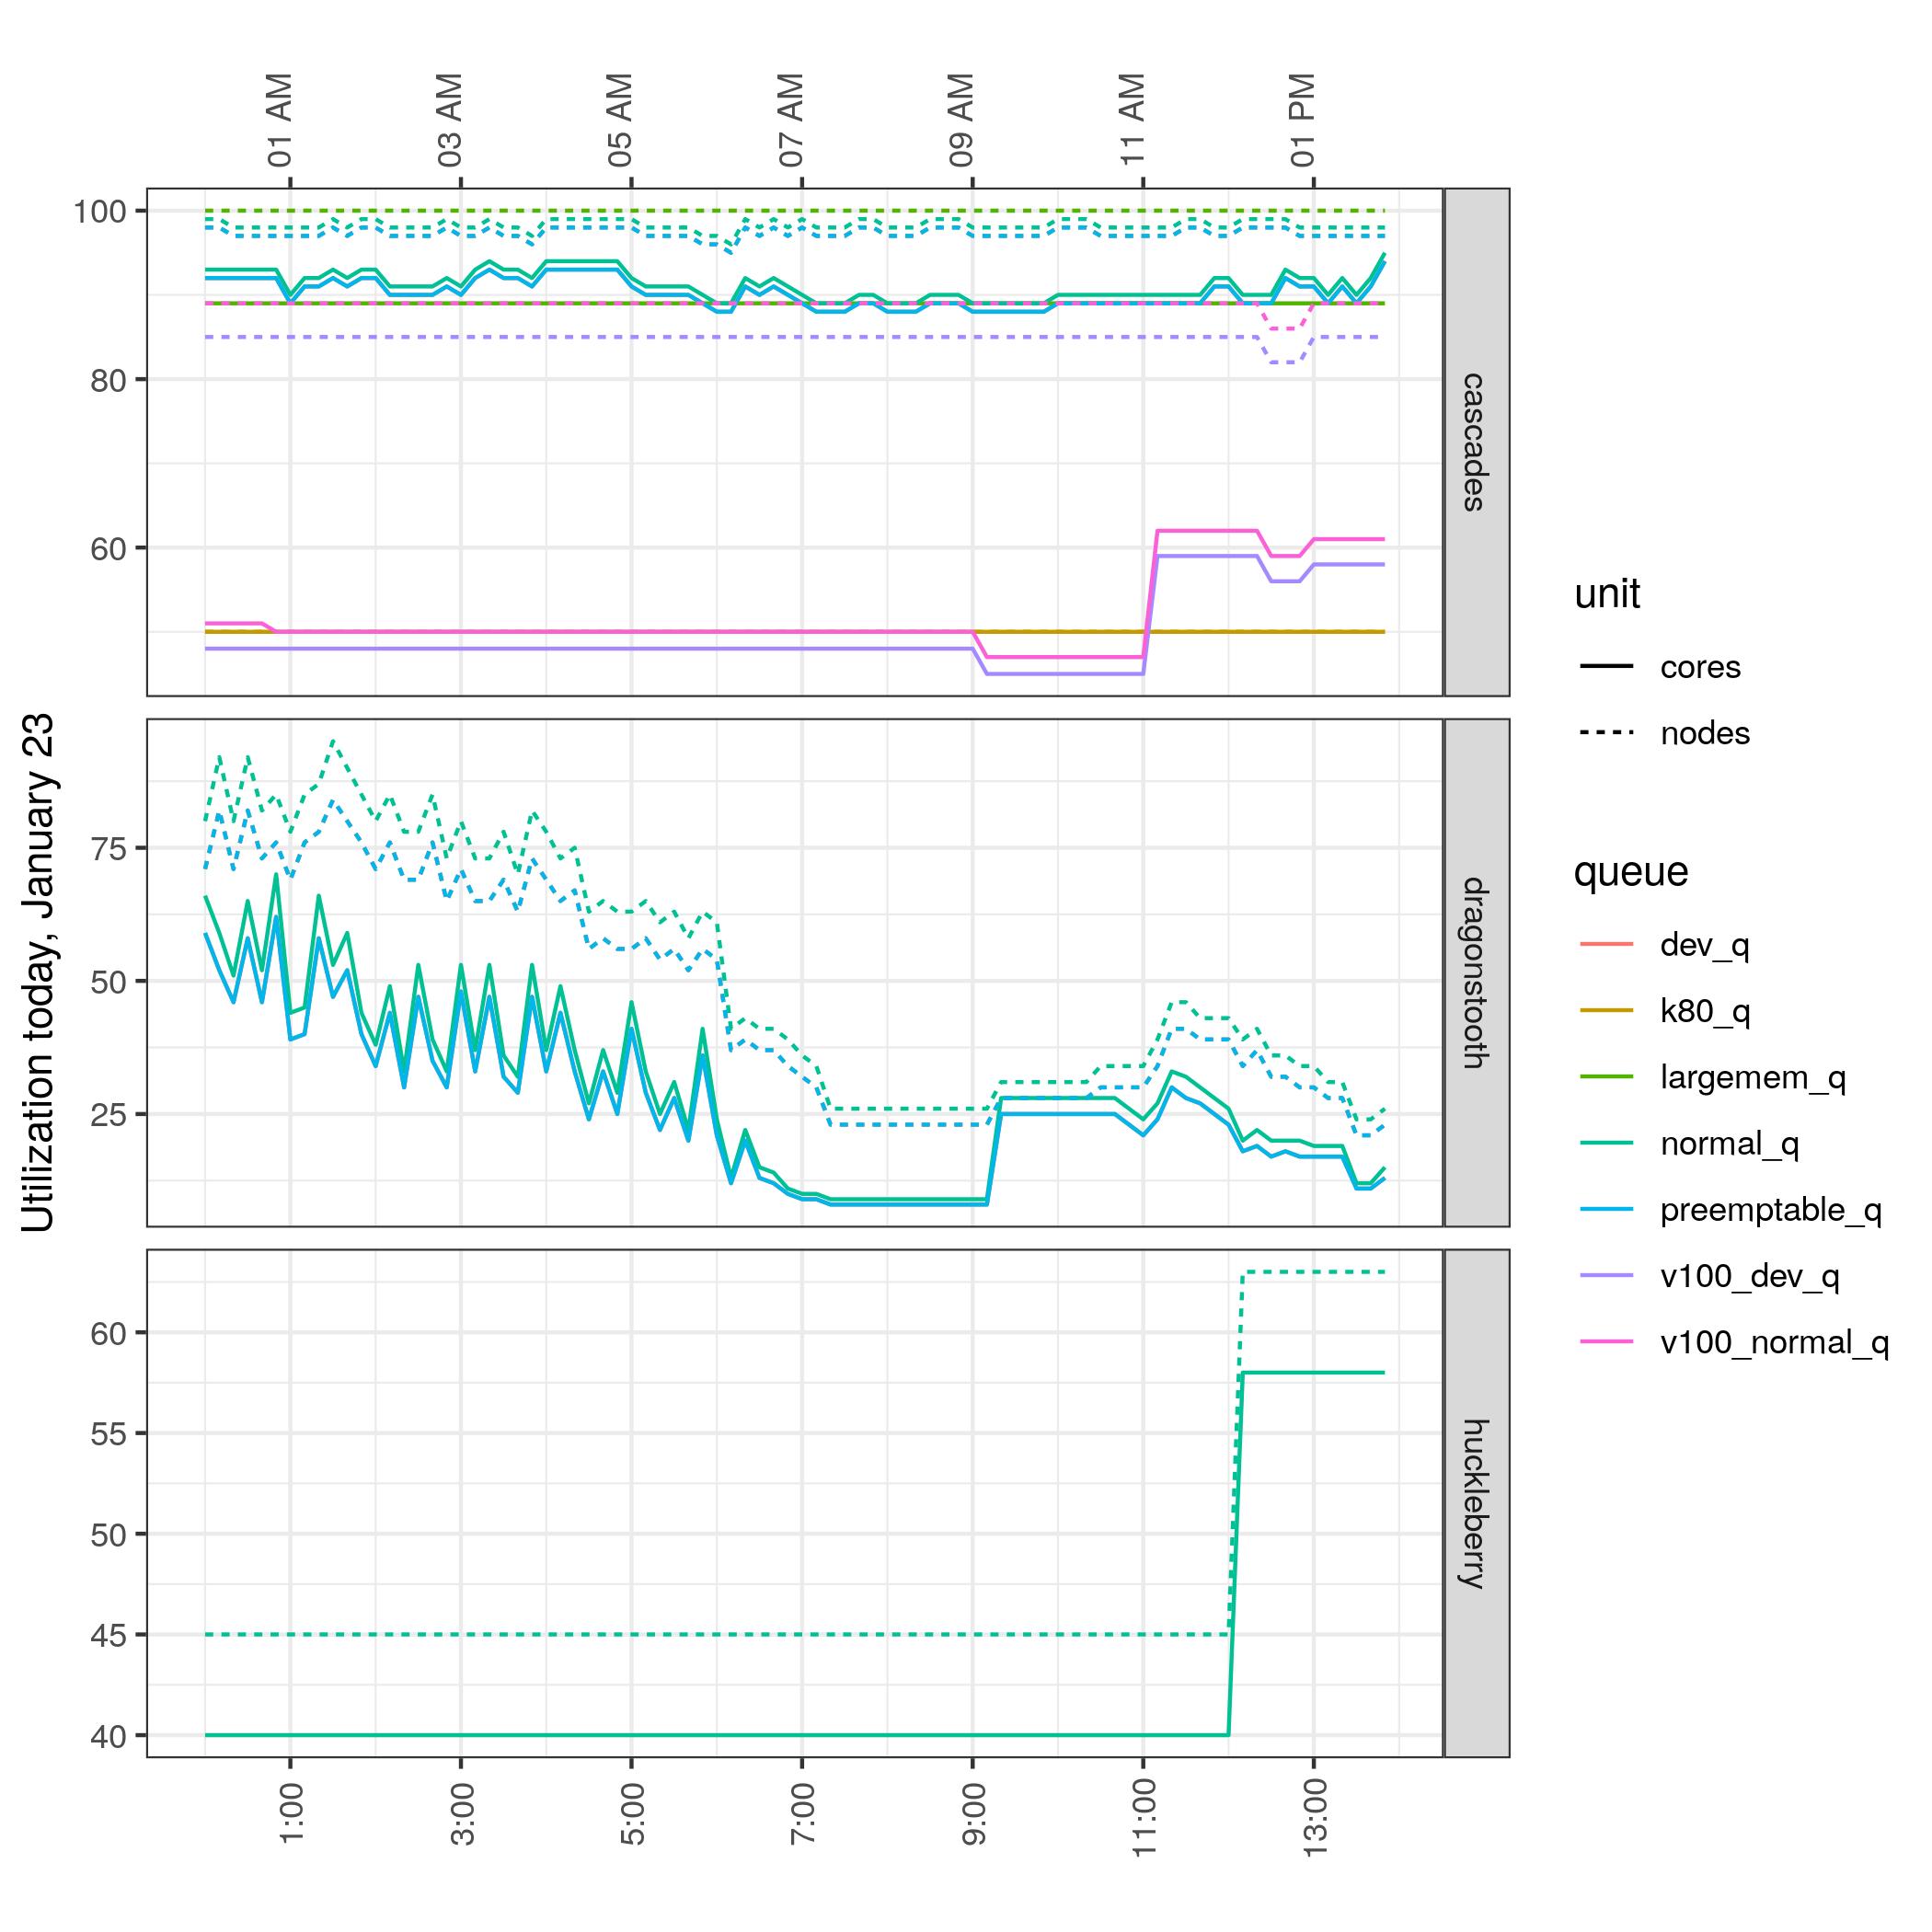 01 AM
03 AM
05 AM
07 AM
09 AM
11 AM
01 PM
Utilization today, January 23
100
80
60
cascades
75
50
25
dragonstooth
60
55
50
45
40
huckleberry
1:00
3:00
5:00
7:00
9:00
11:00
13:00
unit
cores
nodes
queue
dev_q
k80_q
largemem_q
normal_q
preemptable_q
v100_dev_q
v100_normal_q